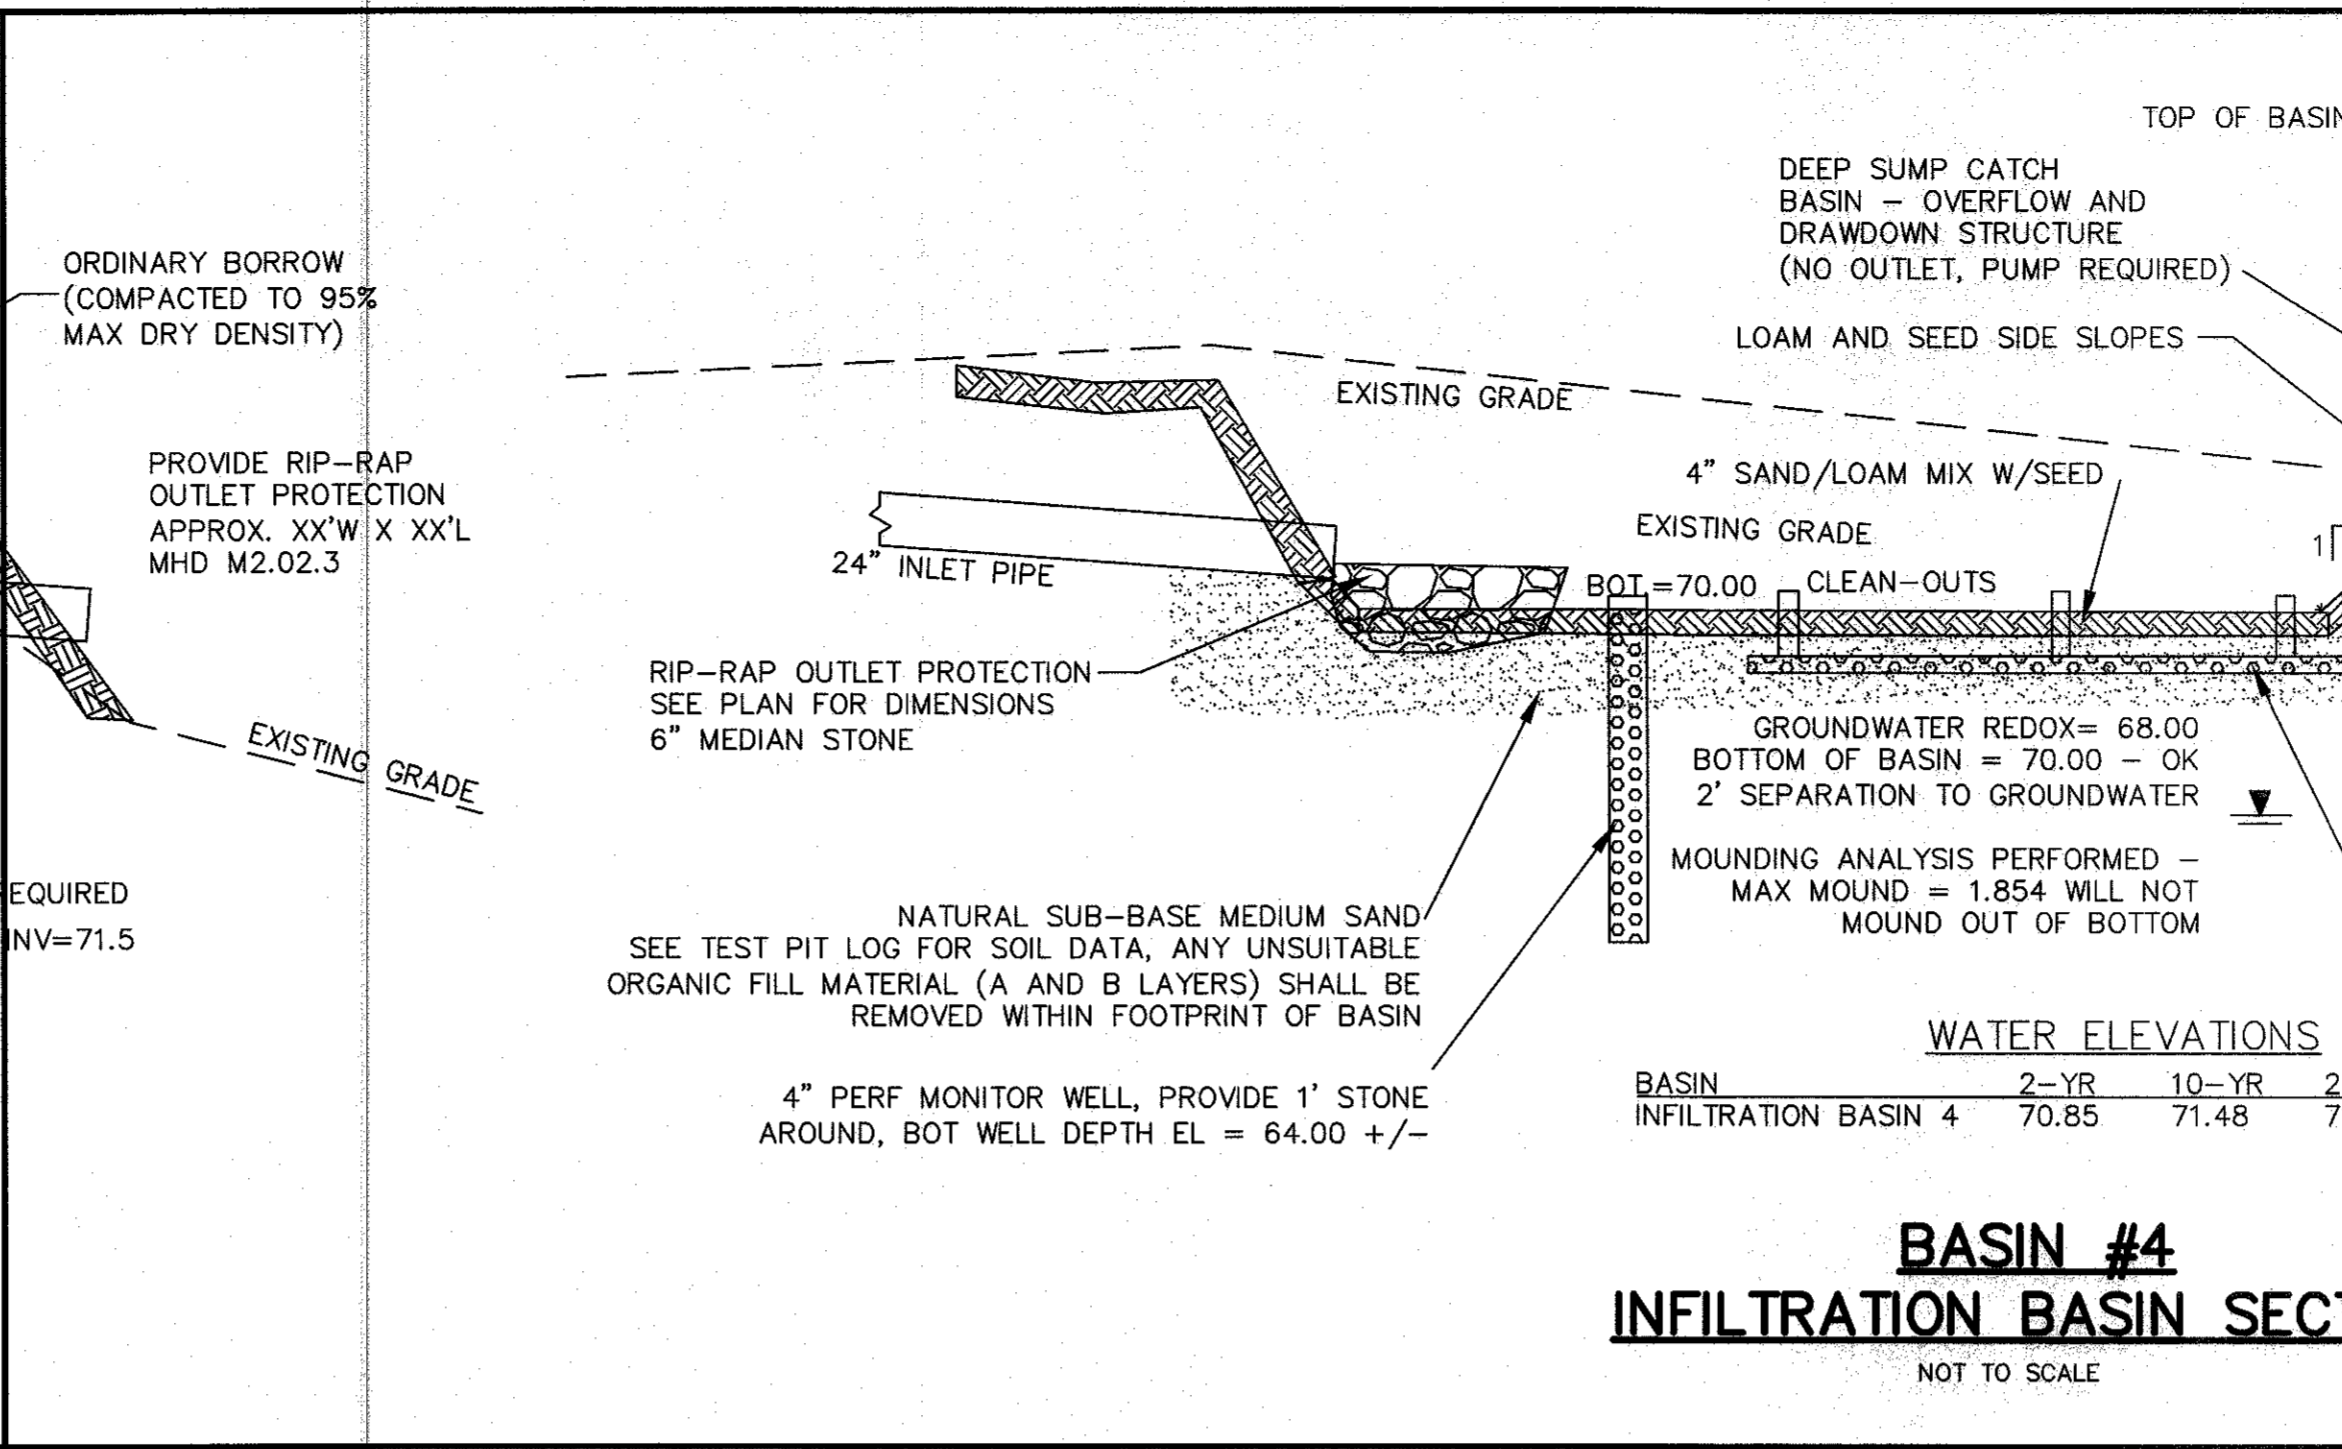 ORDINARY BORROW
(COMPACTED TO 95%
MAX DRY DENSITY)
PROVIDE RIP-RAP
OUTLET PROTECTION
APPROX. XX'W X XX'L
MHD M2.02.3
EXISTING GRADE
EQUIRED
INV=71.5
TOP OF BASIN
DEEP SUMP CATCH
BASIN - OVERFLOW AND
DRAWDOWN STRUCTURE
(NO OUTLET, PUMP REQUIRED)
LOAM AND SEED SIDE SLOPES
EXISTING GRADE
4" SAND/LOAM MIX W/SEED
EXISTING GRADE
1
24" INLET PIPE
BOT =70.00
CLEAN-OUTS
RIP-RAP OUTLET PROTECTION
SEE PLAN FOR DIMENSIONS
6" MEDIAN STONE
GROUNDWATER REDOX= 68.00
BOTTOM OF BASIN = 70.00 - OK
2' SEPARATION TO GROUNDWATER
MOUNDING ANALYSIS PERFORMED -
MAX MOUND = 1.854 WILL NOT
MOUND OUT OF BOTTOM
NATURAL SUB-BASE MEDIUM SAND
SEE TEST PIT LOG FOR SOIL DATA, ANY UNSUITABLE
ORGANIC FILL MATERIAL (A AND B LAYERS) SHALL BE
REMOVED WITHIN FOOTPRINT OF BASIN
4" PERF MONITOR WELL, PROVIDE 1' STONE
AROUND, BOT WELL DEPTH EL = 64.00 +/-
WATER ELEVATIONS
BASIN 2-YR 10-YR 2
INFILTRATION BASIN 4 70.85 71.48 7
BASIN #4
INFILTRATION BASIN SECT
NOT TO SCALE